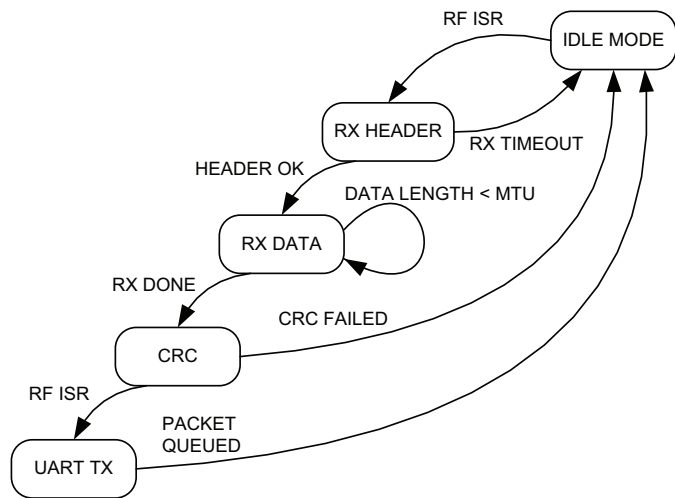 RF ISR
IDLE MODE
RX HEADER
RX TIMEOUT
HEADER OK
DATA LENGTH < MTU
RX DATA
RX DONE
CRC FAILED
CRC
RF ISR
PACKET
QUEUED
UART TX